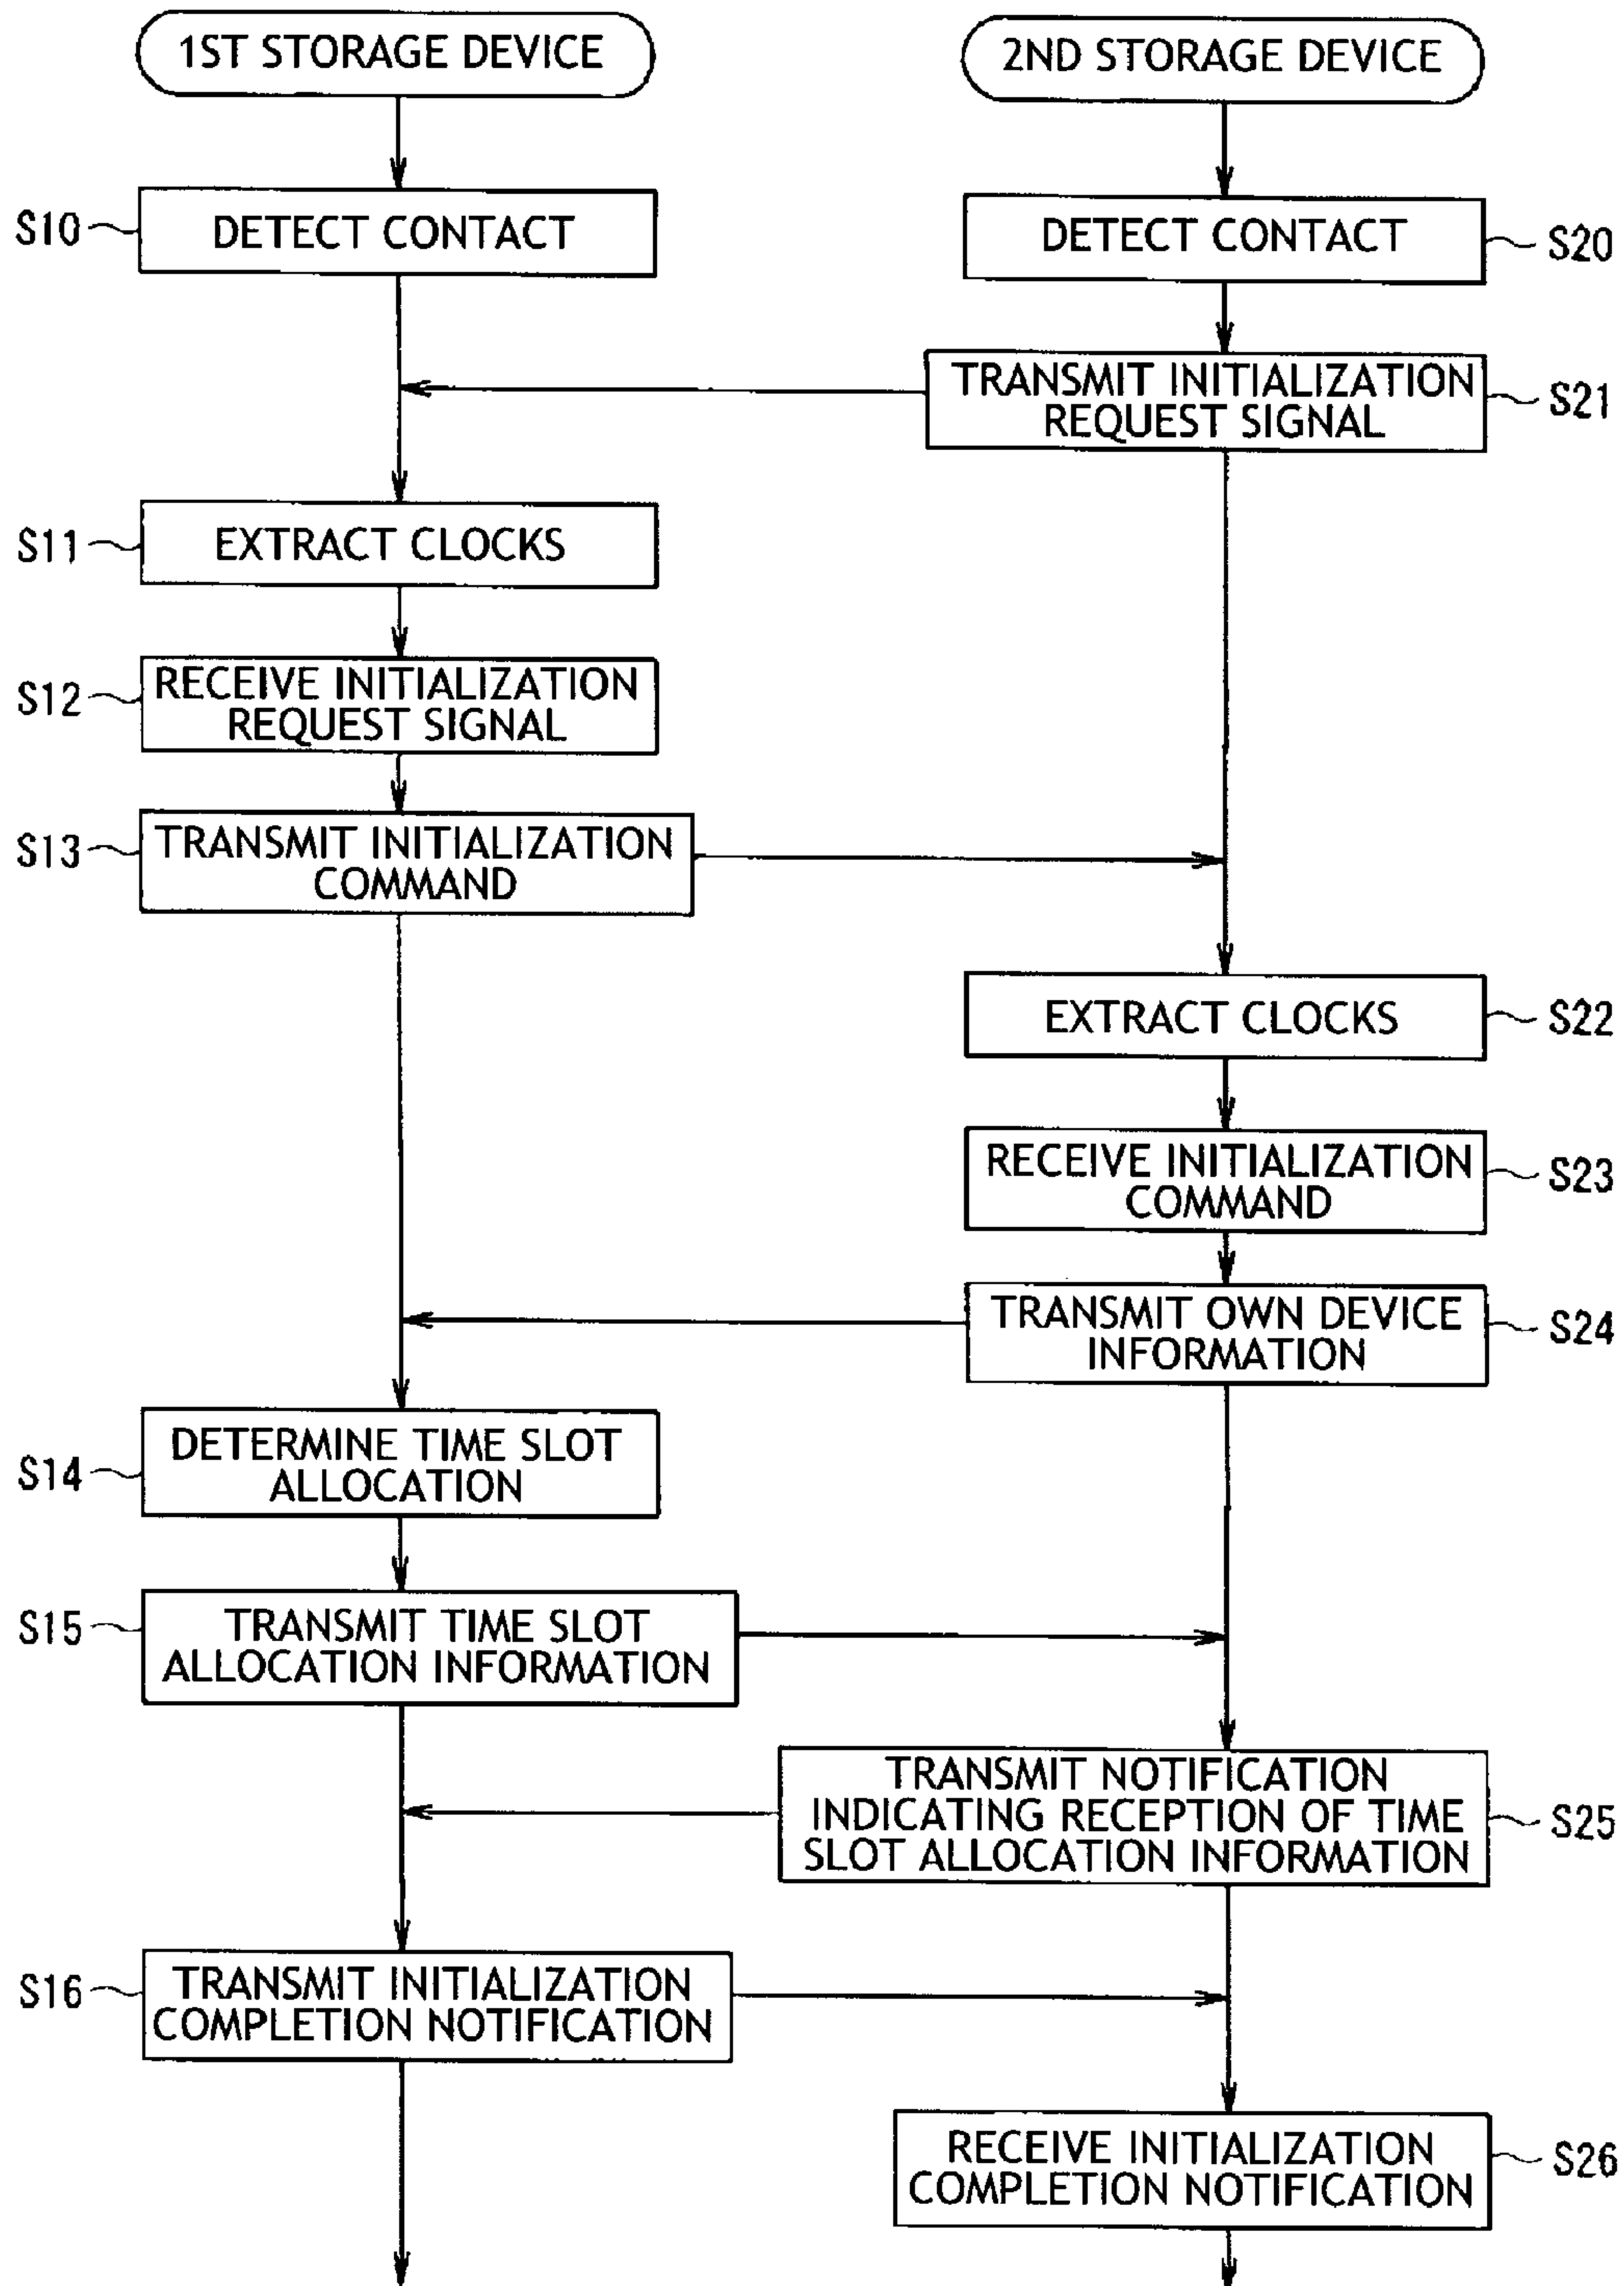 1ST STORAGE DEVICE
2ND STORAGE DEVICE
S10
DETECT CONTACT
DETECT CONTACT
S20
TRANSMIT INITIALIZATION
REQUEST SIGNAL
S21
S11
EXTRACT CLOCKS
S12
RECEIVE INITIALIZATION
REQUEST SIGNAL
S13
TRANSMIT INITIALIZATION
COMMAND
EXTRACT CLOCKS
S22
RECEIVE INITIALIZATION
COMMAND
S23
TRANSMIT OWN DEVICE
INFORMATION
S24
S14
DETERMINE TIME SLOT
ALLOCATION
S15
TRANSMIT TIME SLOT
ALLOCATION INFORMATION
TRANSMIT NOTIFICATION
INDICATING RECEPTION OF TIME
SLOT ALLOCATION INFORMATION
S25
S16
TRANSMIT INITIALIZATION
COMPLETION NOTIFICATION
RECEIVE INITIALIZATION
COMPLETION NOTIFICATION
S26